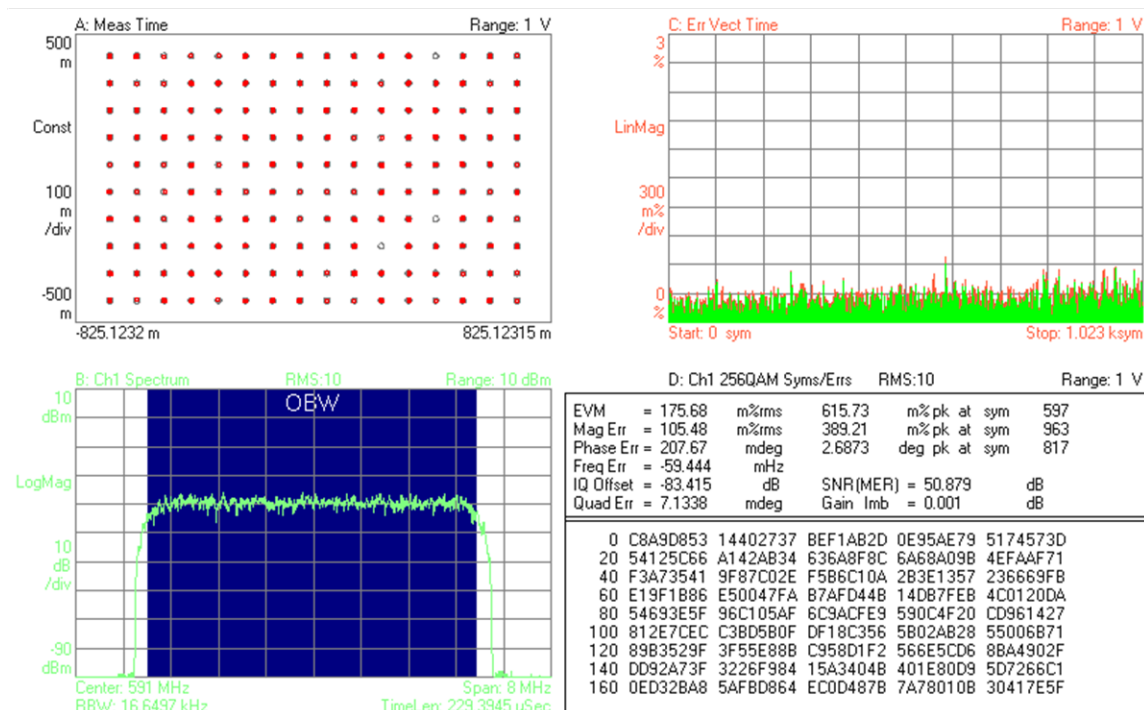 A: Meas Time Range: 1 V
500
m
Const
100
m
/div
-500
m
-825.1232 m 825.12315 m
C: Err Vect Time Range: 1 V
3
%
LinMag
300
m%
/div
0
%
Start: 0 sym Stop: 1.023 ksym
B: Ch1 Spectrum RMS:10 Range: 10 dBm
10
dBm
OBW
LogMag
10
dB
/div
-90
dBm
Center: 591 MHz Span: 8 MHz
RBW: 16.6497 kHz TimeLen: 229.3945 uSec
D: Ch1 256QAM Syms/Errs RMS:10 Range: 1 V
EVM = 175.68 m%rms 615.73 m% pk at sym 597
Mag Err = 105.48 m%rms 389.21 m% pk at sym 963
Phase Err = 207.67 mdeg 2.6873 deg pk at sym 817
Freq Err = -59.444 mHz
IQ Offset = -83.415 dB SNR(MER) = 50.879 dB
Quad Err = 7.1338 mdeg Gain Imb = 0.001 dB
0 C8A9D853 14402737 BEF1AB2D 0E95AE79 5174573D
20 54125C66 A142AB34 636A8F8C 6A68A09B 4EFAAF71
40 F3A73541 9F87C02E F5B6C10A 2B3E1357 236669FB
60 E19F1B86 E50047FA B7AFD44B 14DB7FEB 4C0120DA
80 54693E5F 96C105AF 6C9ACFE9 590C4F20 CD961427
100 812E7CEC C3BD5B0F DF18C356 5B02AB28 55006B71
120 89B3529F 3F55E88B C958D1F2 566E5CD6 8BA4902F
140 DD92A73F 3226F984 15A3404B 401E80D9 5D7266C1
160 0ED32BA8 5AFBD864 EC0D487B 7A78010B 30417E5F